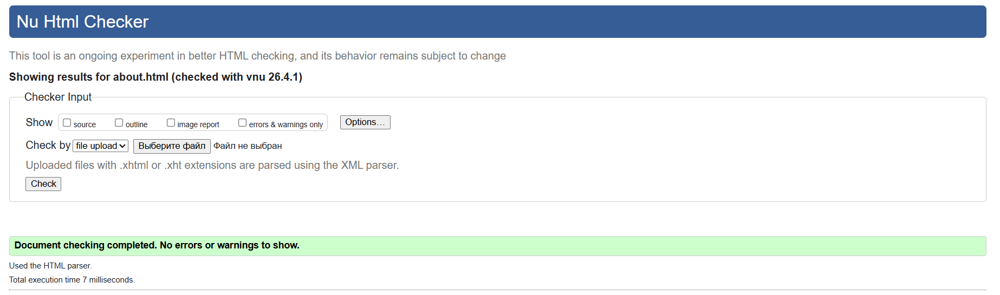 Nu Html Checker
This tool is an ongoing experiment in better HTML checking, and its behavior remains subject to change
Showing results for about.html (checked with vnu 26.4.1)
Checker Input
Show source outline image report errors & warnings only Options…
Check by file upload Выберите файл Файл не выбран
Uploaded files with .xhtml or .xht extensions are parsed using the XML parser.
Check
Document checking completed. No errors or warnings to show.
Used the HTML parser.
Total execution time 7 milliseconds.